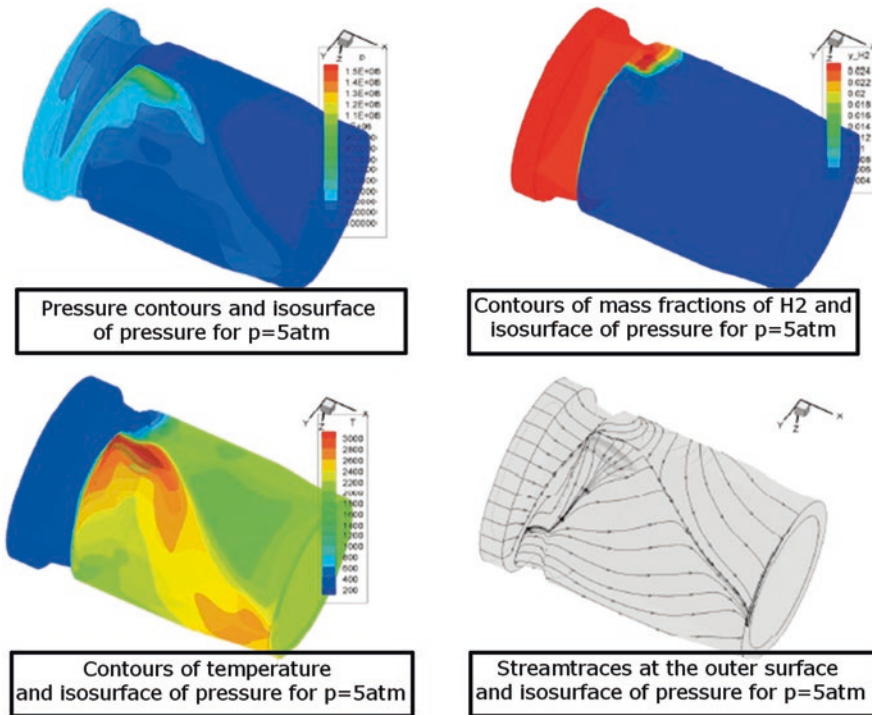 Y
X
Z
p
1.5E+06
1.4E+06
1.3E+06
1.2E+06
1.1E+06
Y
X
Z
y_H2
0.024
0.022
0.02
0.018
0.016
0.014
Pressure contours and isosurface
of pressure for p=5atm
Contours of mass fractions of H2 and
isosurface of pressure for p=5atm
Y
X
Z
T
3000
2800
2600
2400
2200
2000
1800
1600
1400
1200
1000
800
600
400
200
Y
X
Z
Contours of temperature
and isosurface of pressure for p=5atm
Streamtraces at the outer surface
and isosurface of pressure for p=5atm